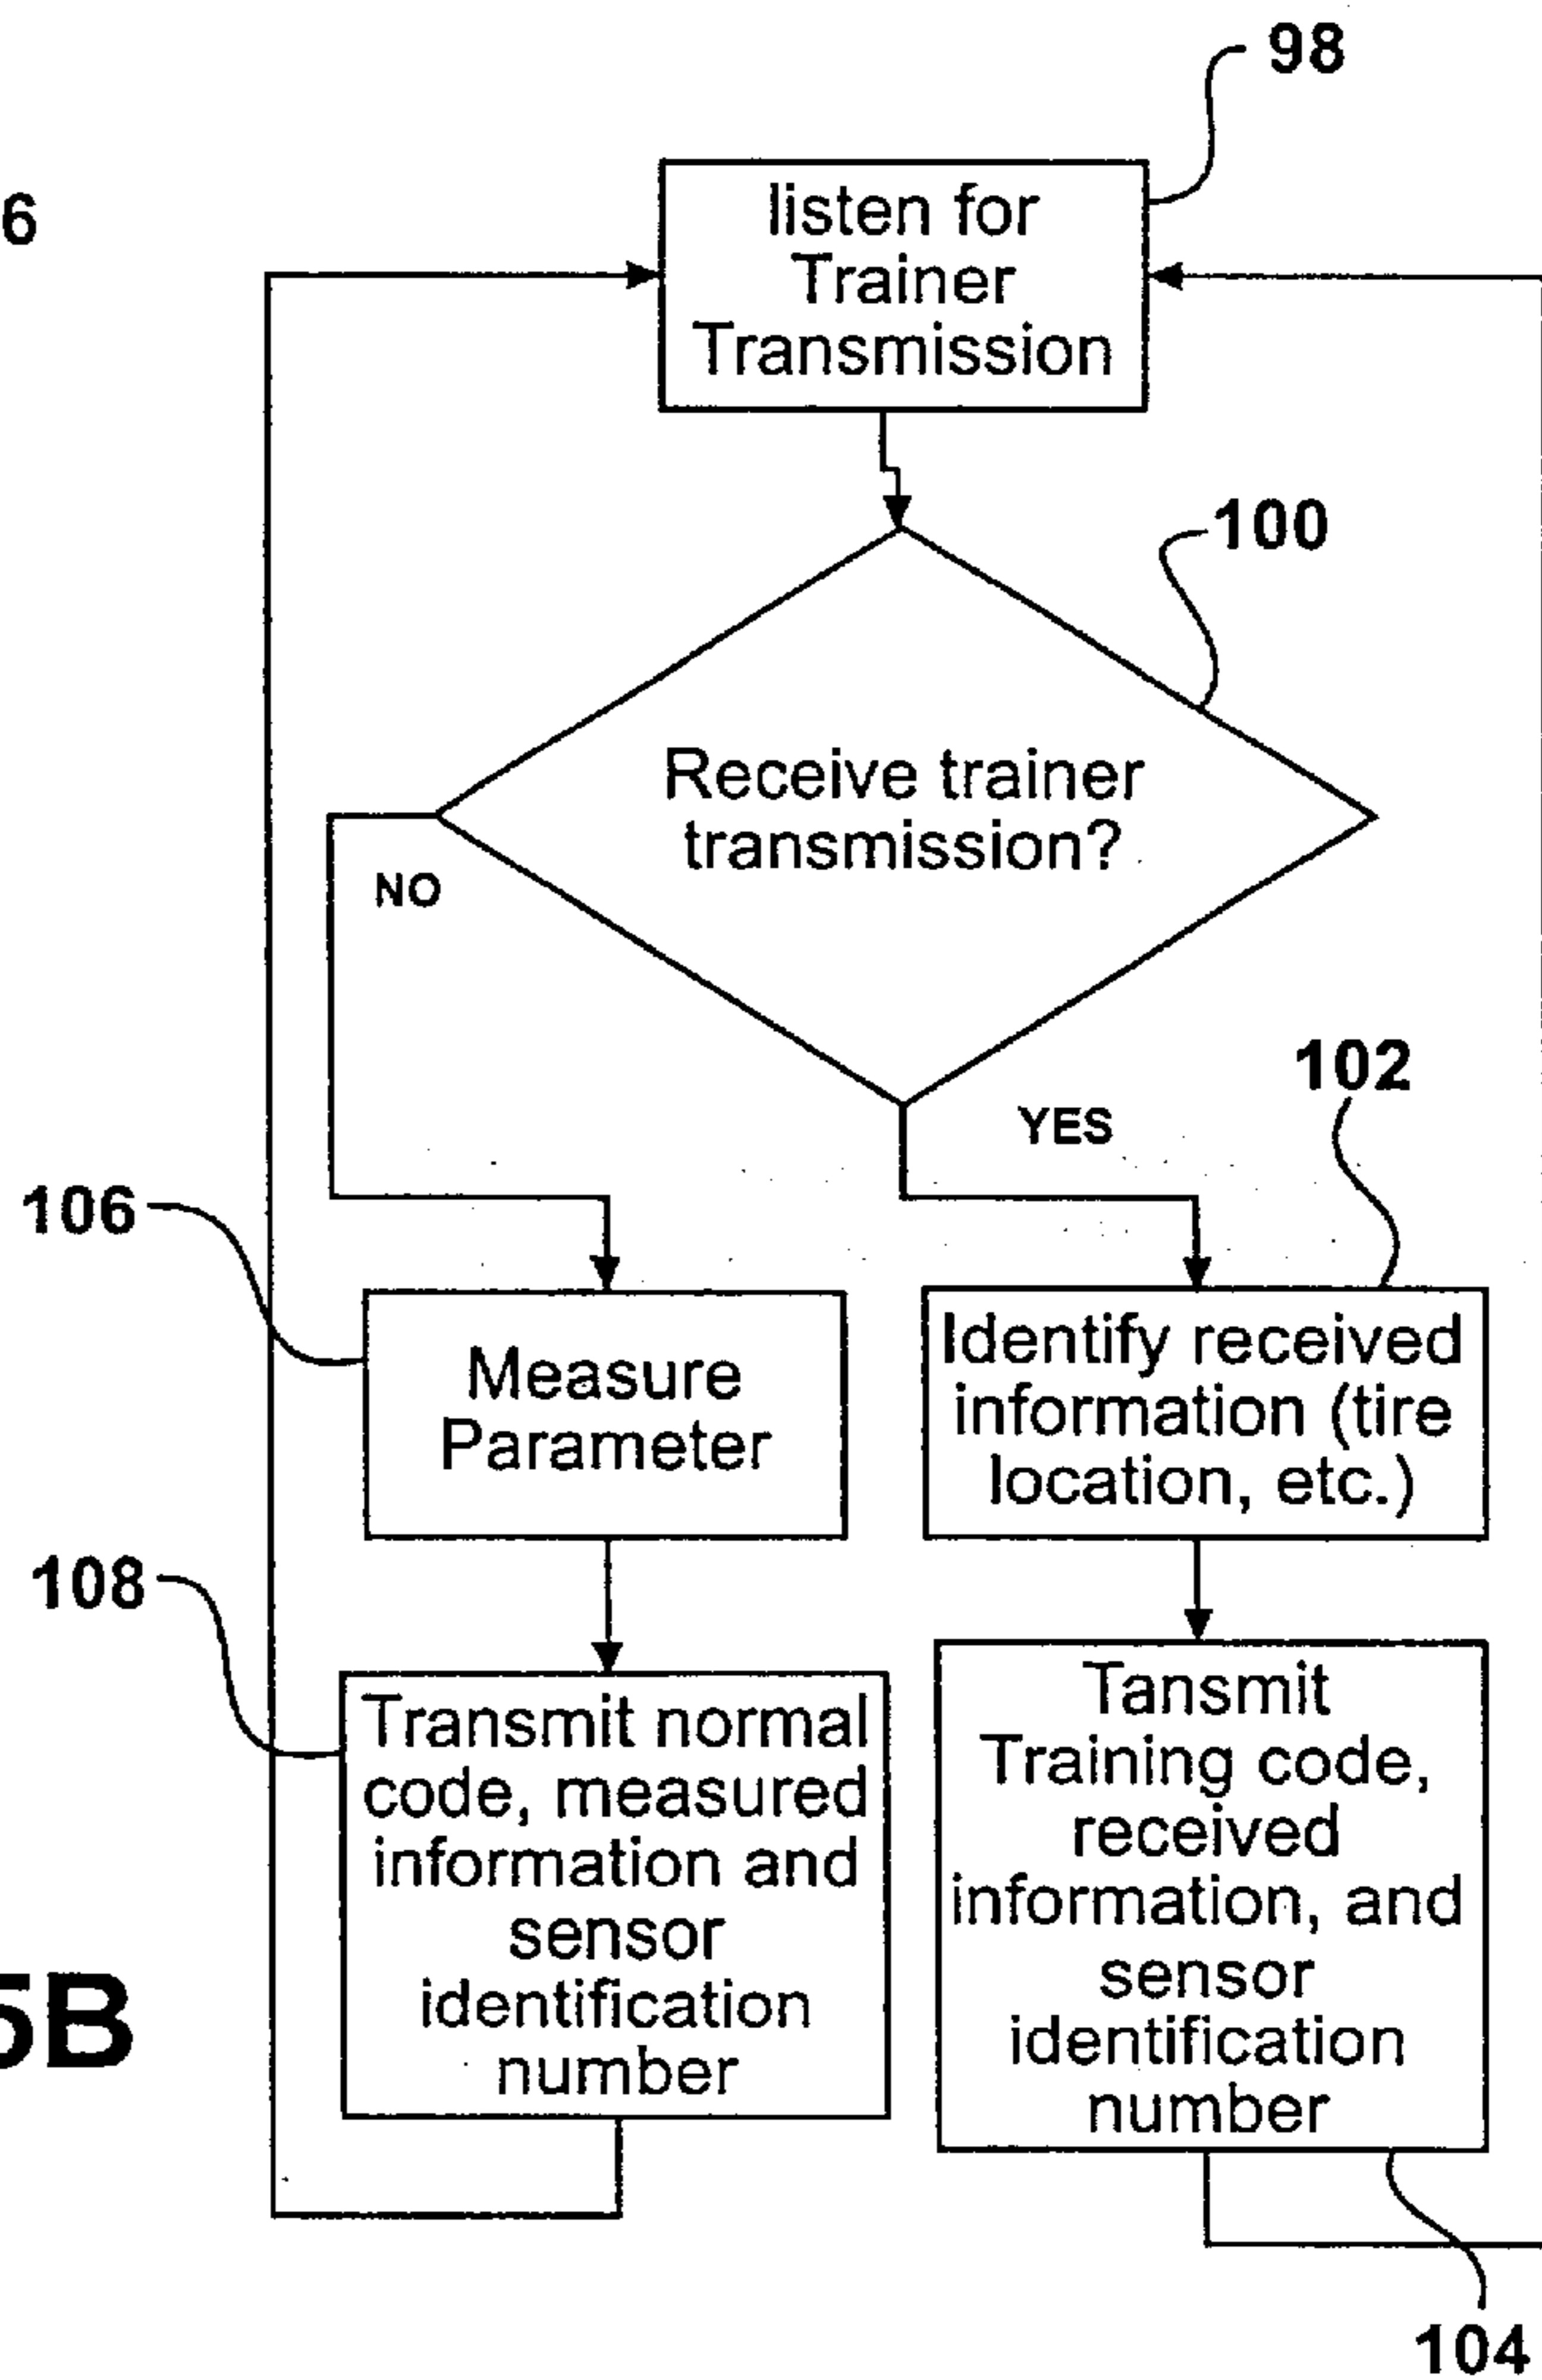 98
6
listen for
Trainer
Transmission
100
Receive trainer
transmission?
NO
YES
102
106
Measure
Parameter
Identify received
information (tire
location, etc.)
108
Transmit normal
code, measured
information and
sensor
identification
number
Tansmit
Training code,
received
information, and
sensor
identification
number
5B
104